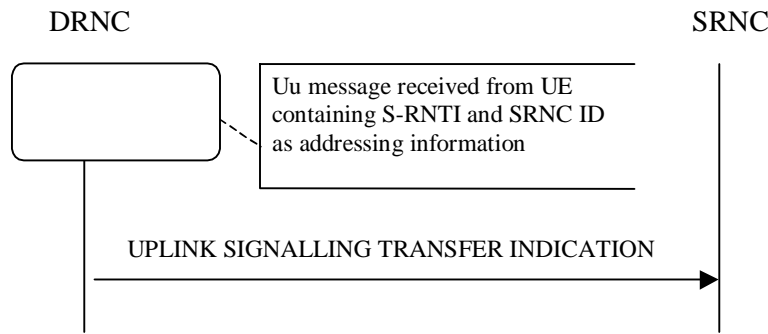 DRNC
SRNC
Uu message received from UE
containing S-RNTI and SRNC ID
as addressing information
UPLINK SIGNALLING TRANSFER INDICATION